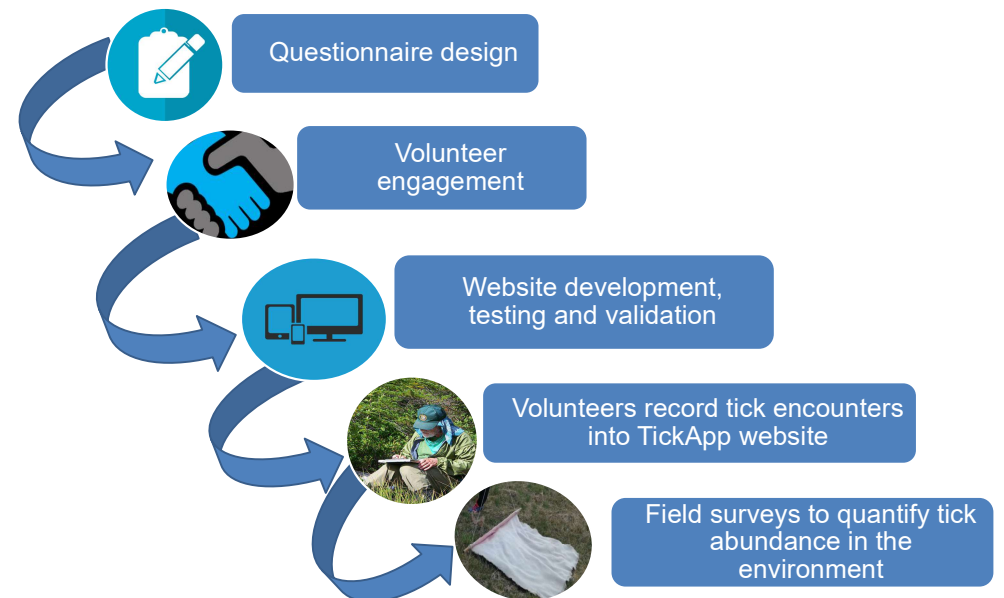 Questionnaire design
Volunteer
engagement
Website development,
testing and validation
Volunteers record tick encounters
into TickApp website
Field surveys to quantify tick
abundance in the
environment